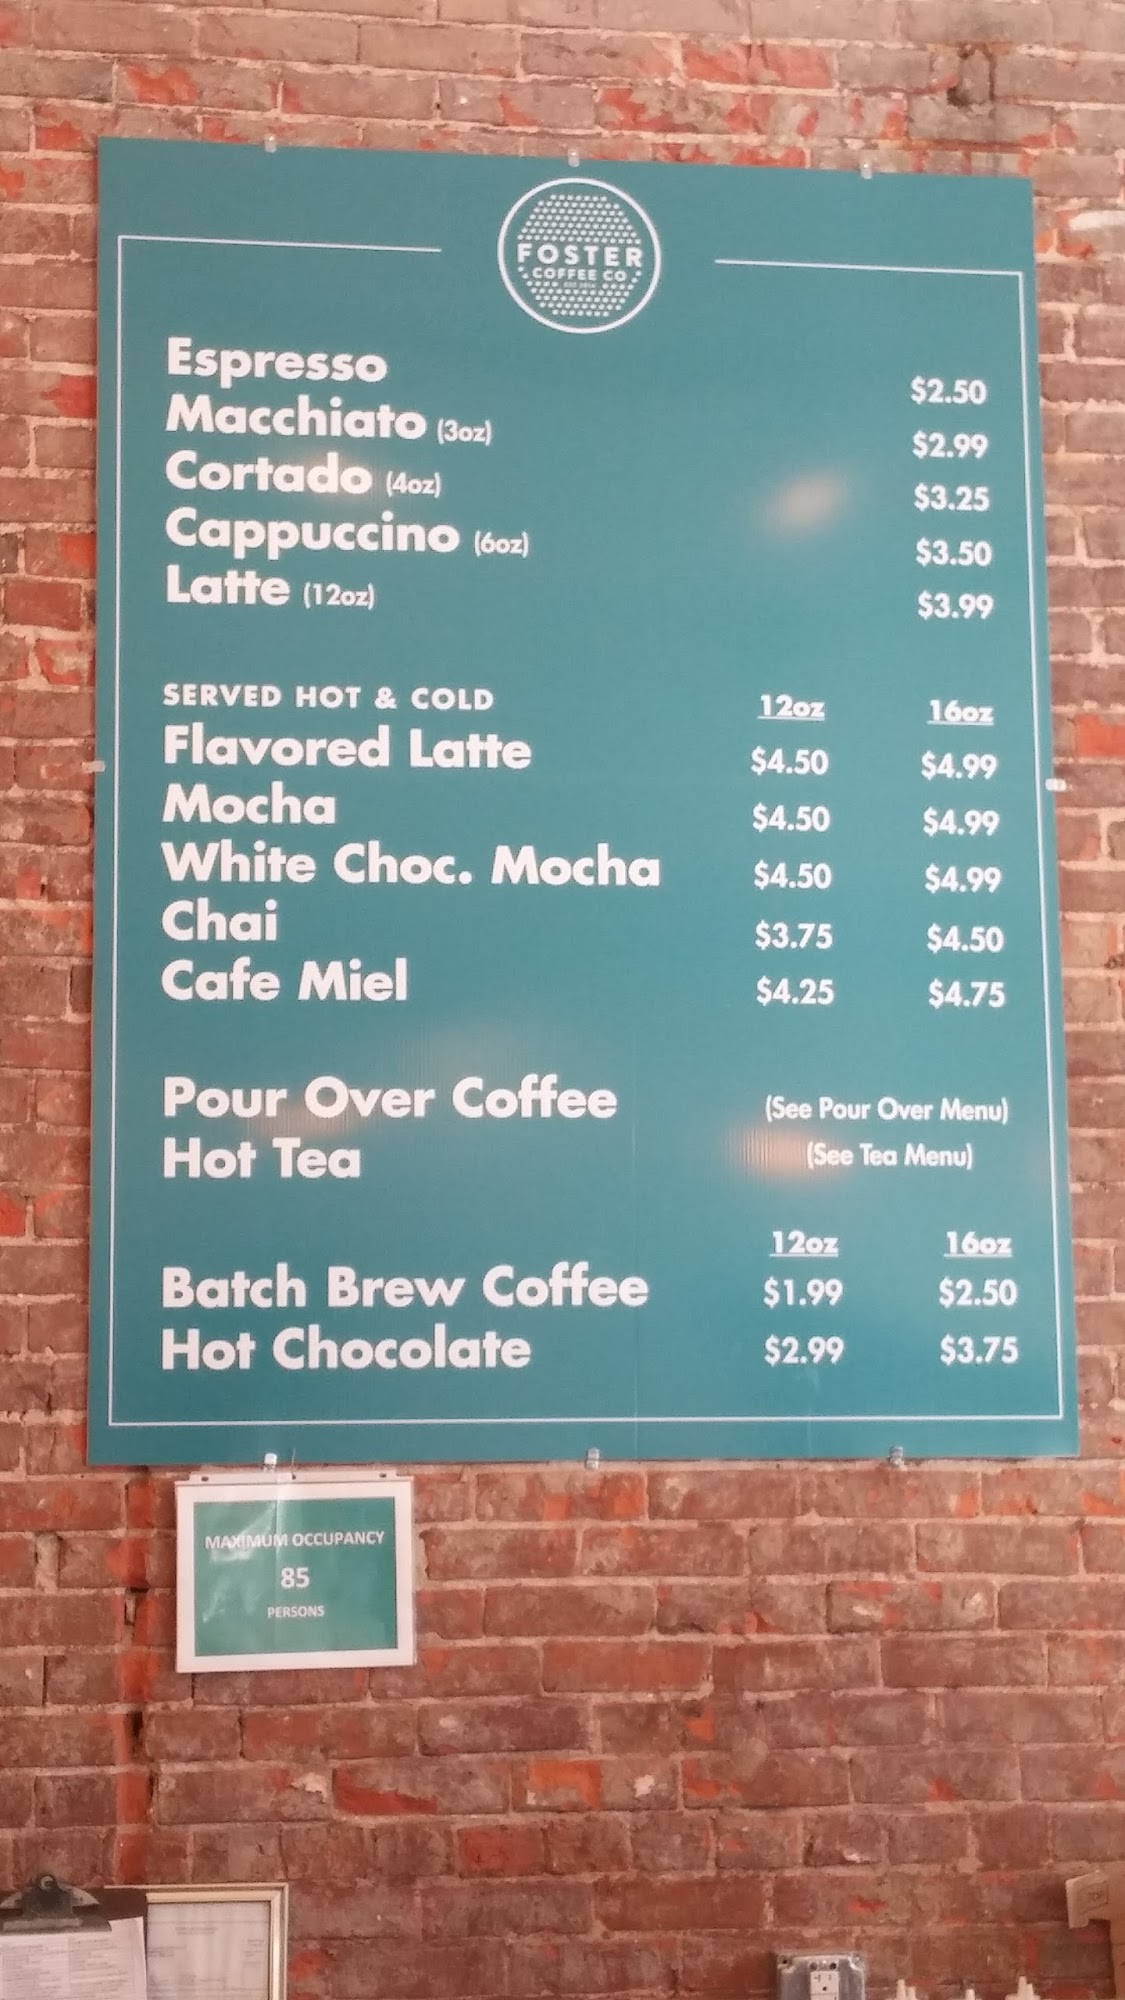 FOSTER
COFFEE CO.
Espresso $2.50
Macchiato (3oz) $2.99
Cortado (4oz) $3.25
Cappuccino (6oz) $3.50
Latte (12oz) $3.99
SERVED HOT & COLD 12oz 16oz
Flavored Latte $4.50 $4.99
Mocha $4.50 $4.99
White Choc. Mocha $4.50 $4.99
Chai $3.75 $4.50
Cafe Miel $4.25 $4.75
Pour Over Coffee (See Pour Over Menu)
Hot Tea (See Tea Menu)
12oz 16oz
Batch Brew Coffee $1.99 $2.50
Hot Chocolate $2.99 $3.75
MAXIMUM OCCUPANCY
85
PERSONS